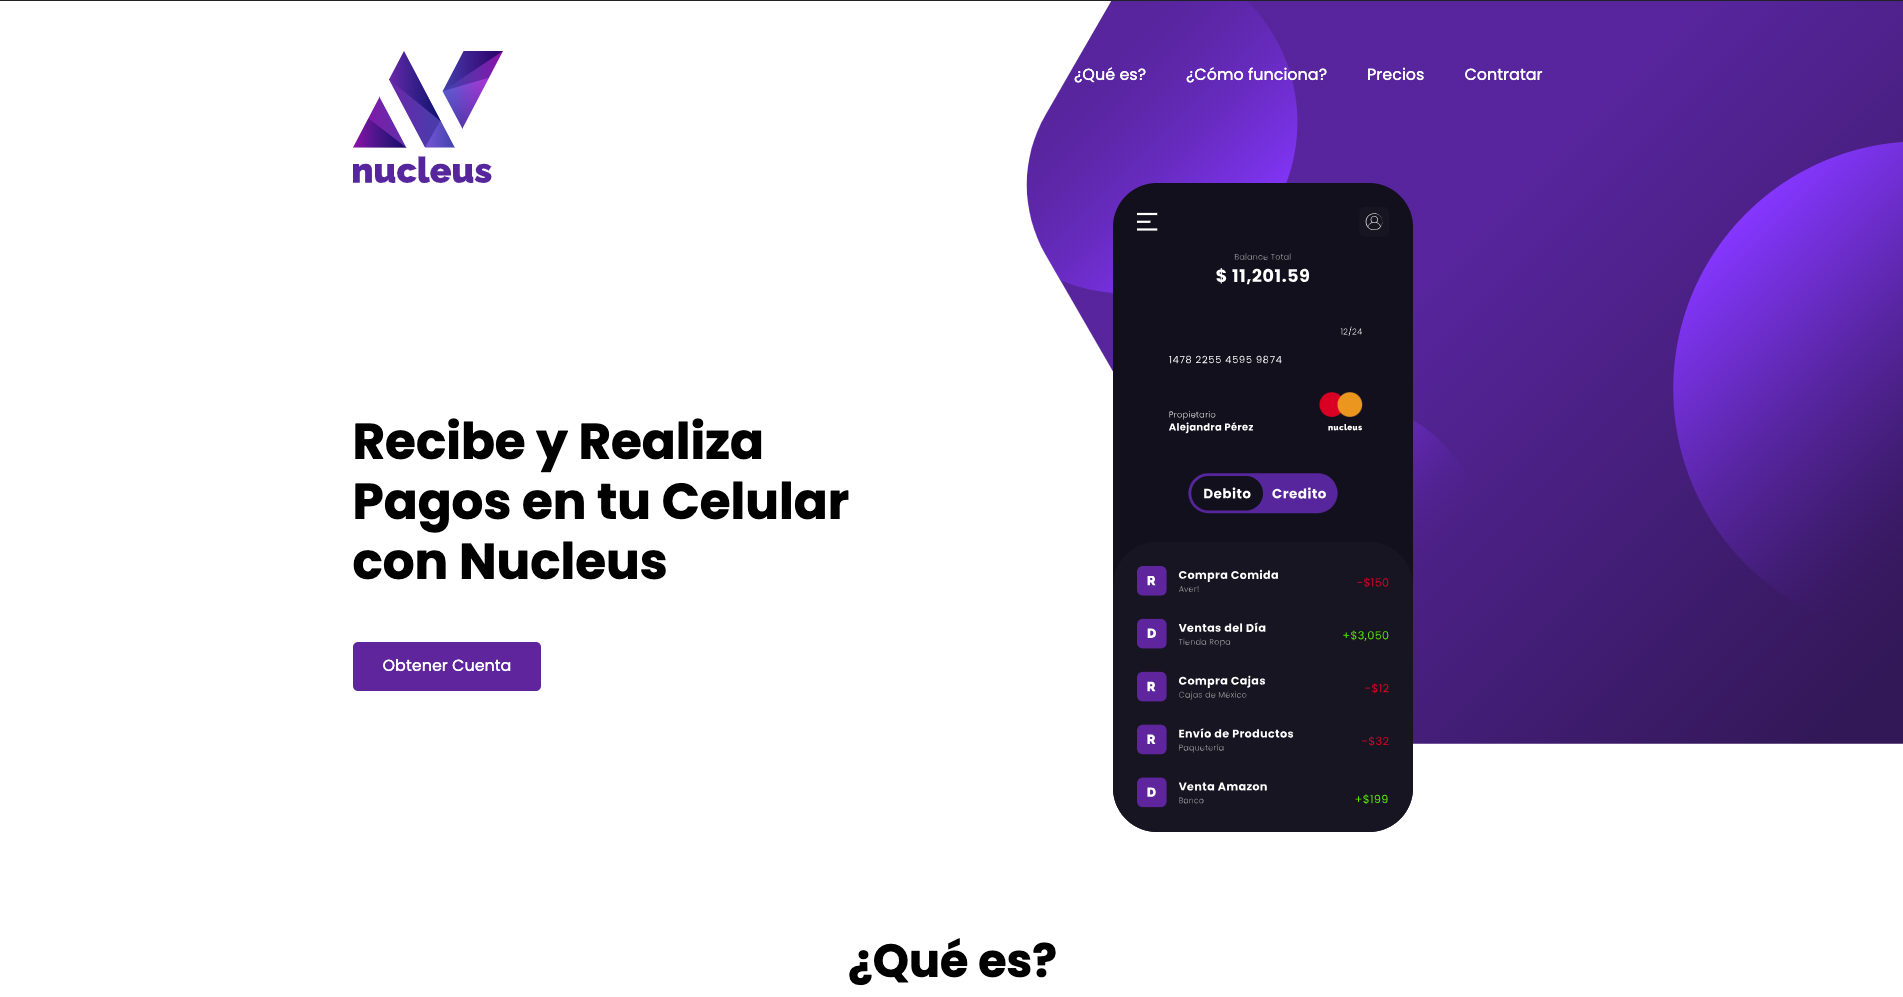 nucleus
¿Qué es?
¿Cómo funciona?
Precios
Contratar
Balance Total
$ 11,201.59
12/24
1478 2255 4595 9874
Propietario
Alejandra Pérez
nucleus
Debito
Credito
Recibe y Realiza
Pagos en tu Celular
con Nucleus
Obtener Cuenta
R
Compra Comida
-$150
Aver!
D
Ventas del Día
+$3,050
Tienda Ropa
R
Compra Cajas
-$12
Cajas de Mexico
R
Envío de Productos
-$32
Paqueteria
D
Venta Amazon
+$199
Banco
¿Qué es?